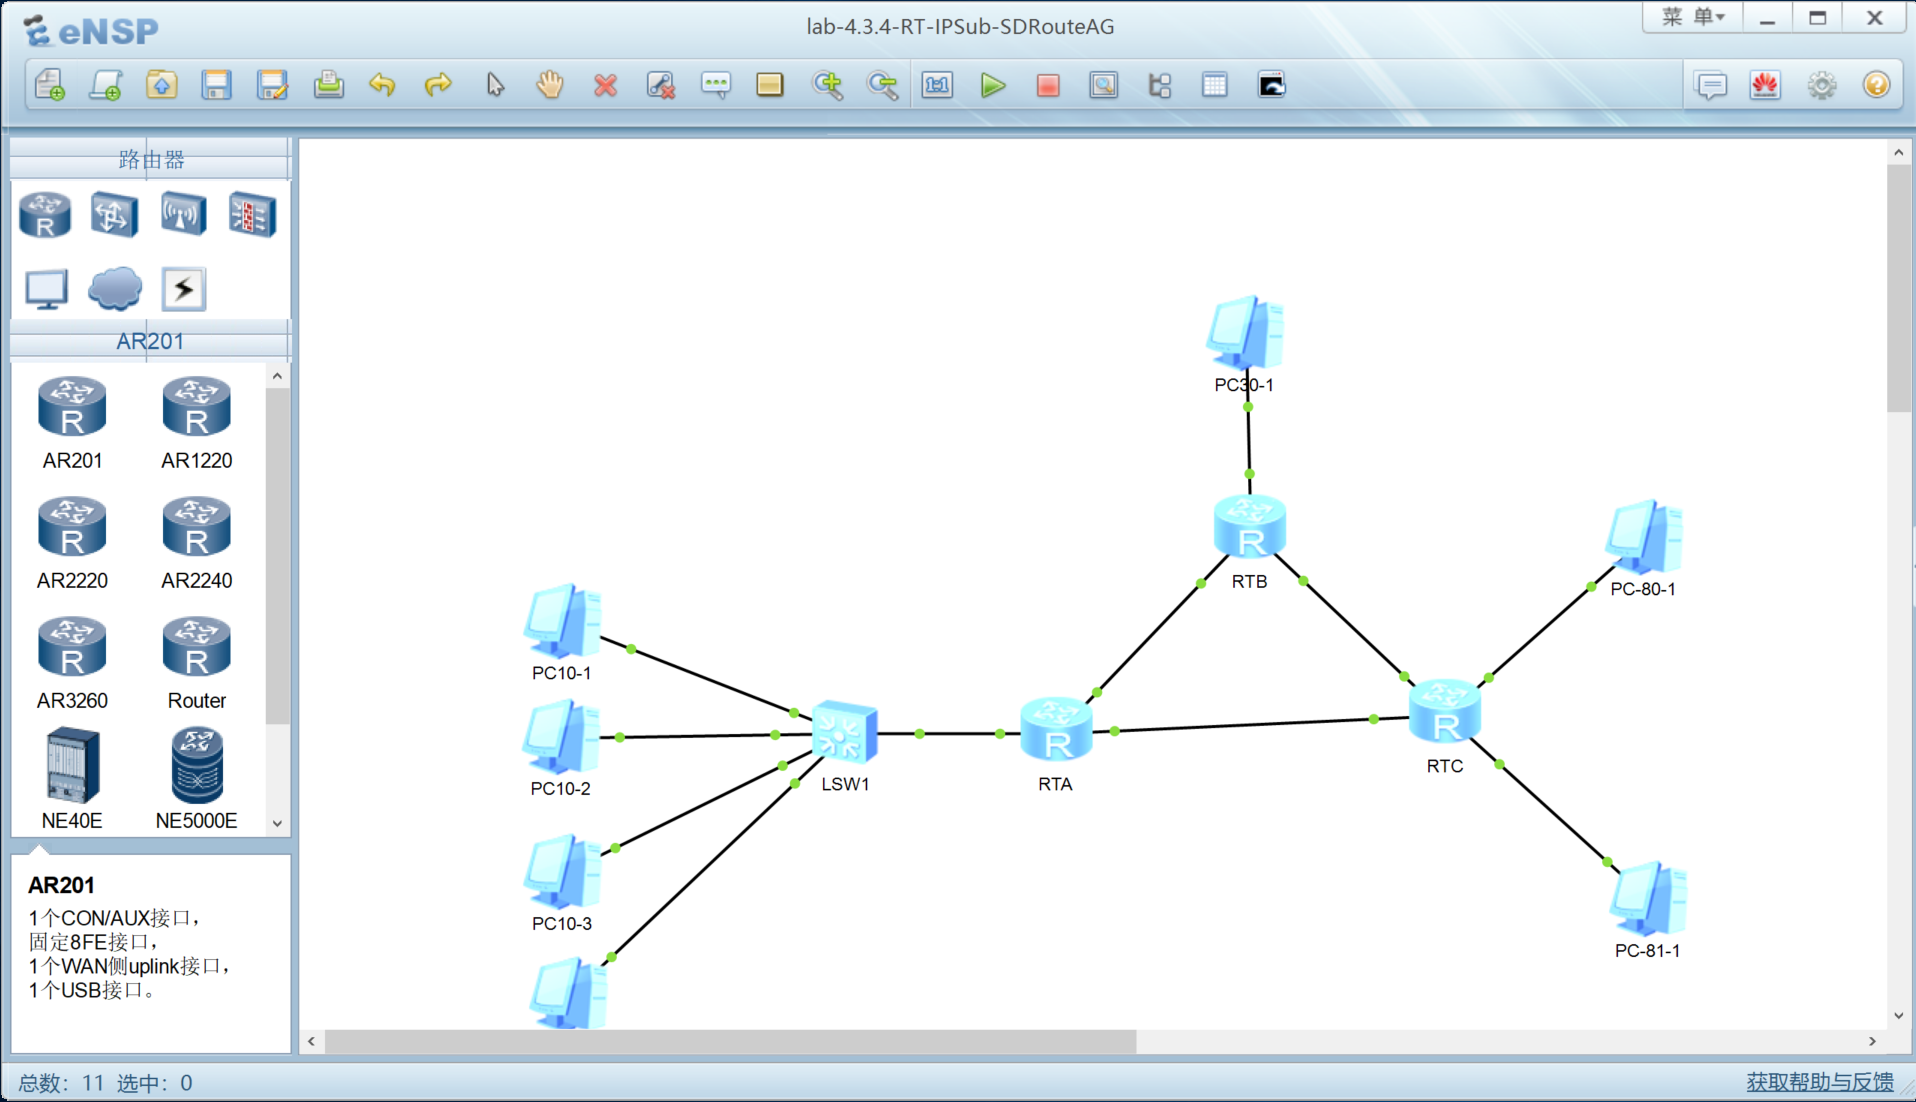 eNSP
lab-4.3.4-RT-IPSub-SDRouteAG
菜 单
1:1
路由器
R
AR201
R
R
AR201
AR1220
R
R
AR2220
AR2240
R
R
AR3260
Router
NE40E
NE5000E
AR201
1个CON/AUX接口，
固定8FE接口，
1个WAN侧uplink接口，
1个USB接口。
PC30-1
R
RTB
PC-80-1
PC10-1
PC10-2
LSW1
R
RTA
R
RTC
PC10-3
PC-81-1
总数： 11 选中： 0
获取帮助与反馈